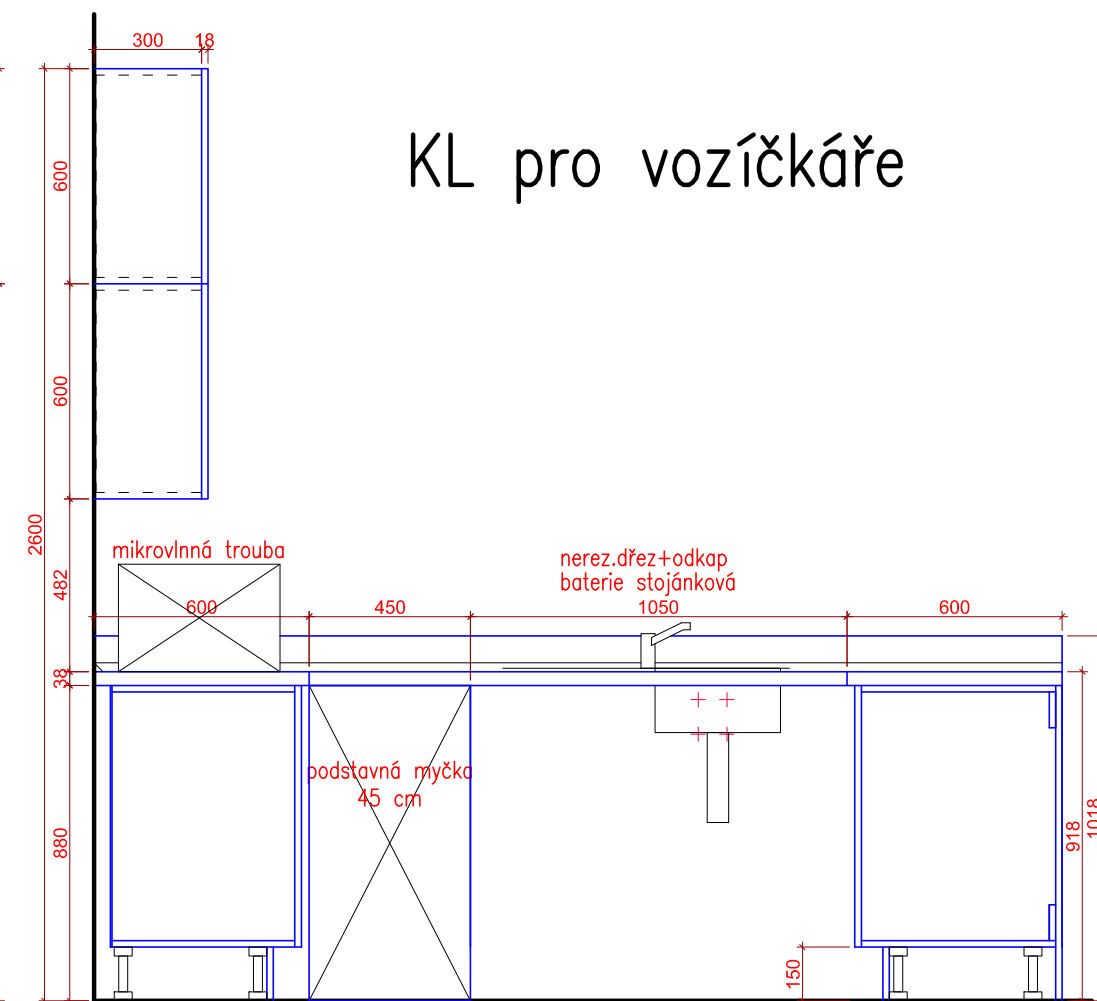 300 18
KL pro vozíčkáře
600
600
2600
482
mikrovlnná trouba
nerez.dřez+odkap
baterie stojánková
600 450 1050 600
38
podstavná myčka
45 cm
880
918
1018
150